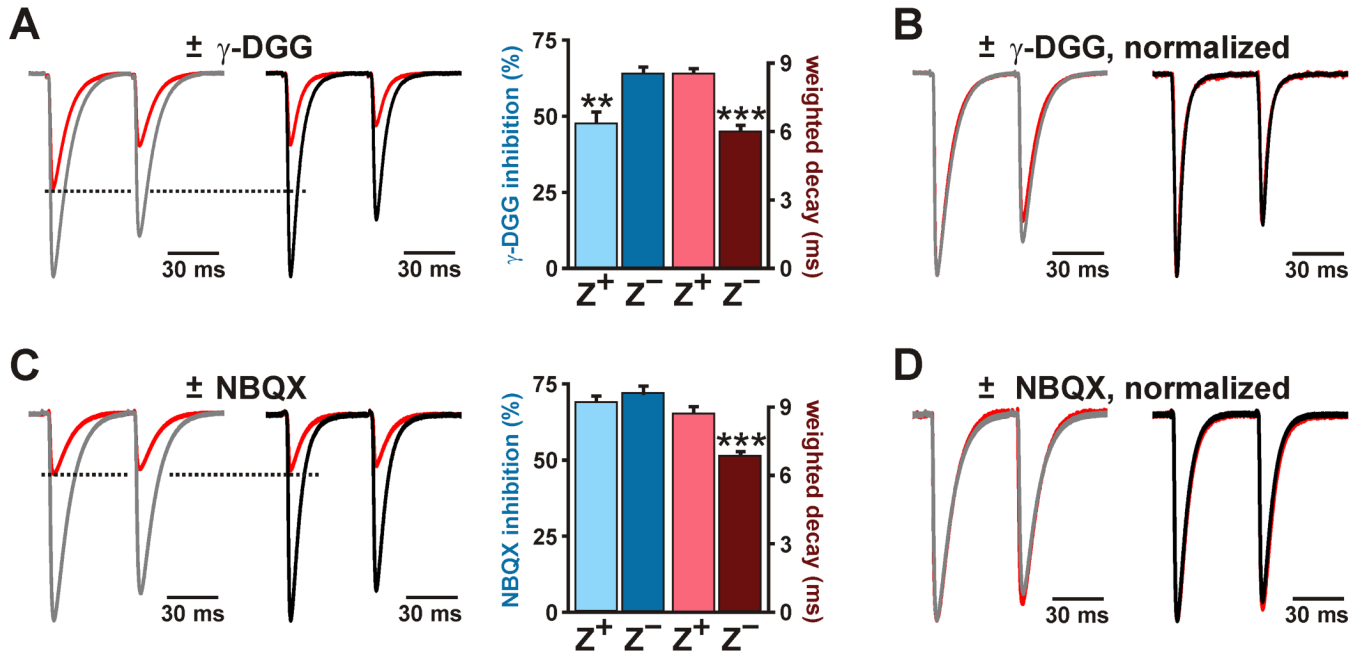 A
± γ-DGG
30 ms
30 ms
γ-DGG inhibition (%)
75
50
25
0
**
***
Z+
Z−
Z+
Z−
9
6
3
0
weighted decay (ms)
B
± γ-DGG, normalized
30 ms
30 ms
C
± NBQX
30 ms
30 ms
NBQX inhibition (%)
75
50
25
0
***
Z+
Z−
Z+
Z−
9
6
3
0
weighted decay (ms)
D
± NBQX, normalized
30 ms
30 ms